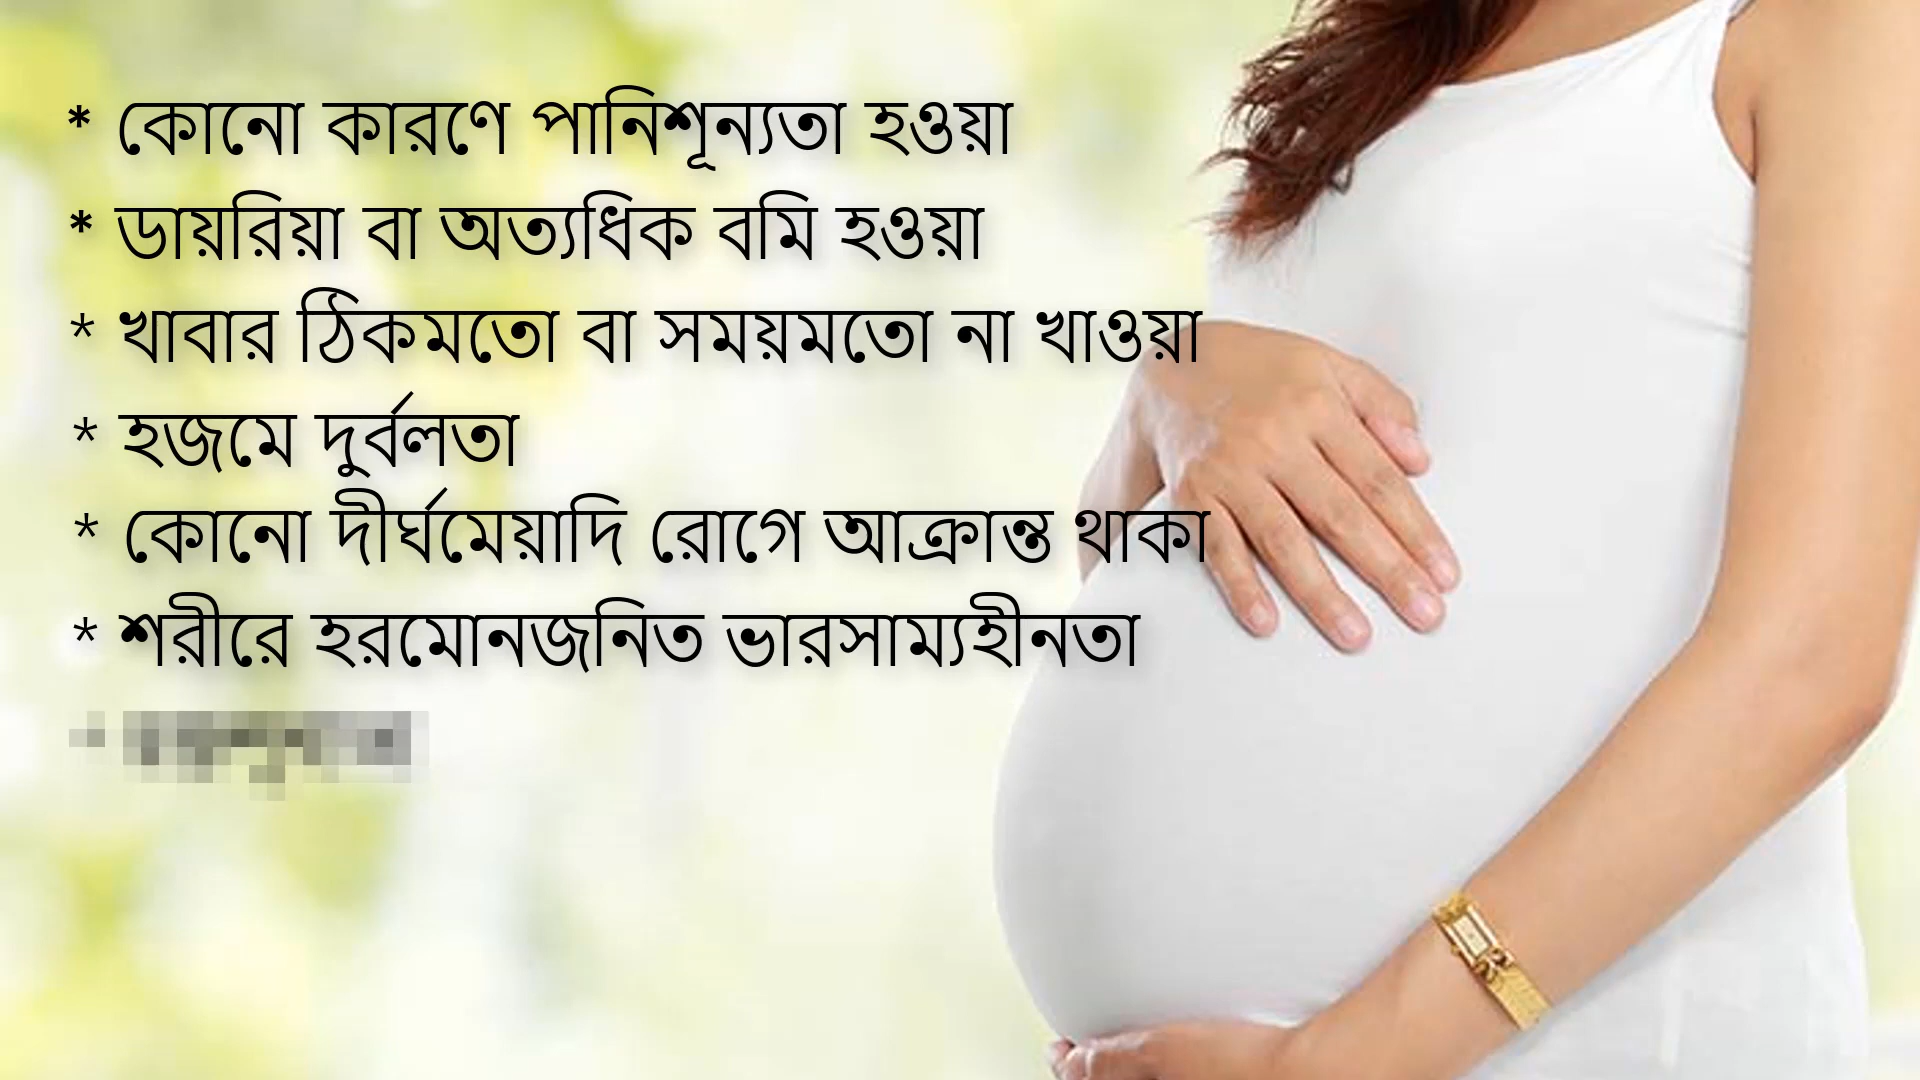 * কোনো কারণে পানিশূন্যতা হওয়া
* ডায়রিয়া বা অত্যধিক বমি হওয়া
* খাবার ঠিকমতো বা সময়মতো না খাওয়া
* হজমে দুর্বলতা
* কোনো দীর্ঘমেয়াদি রোগে আক্রান্ত থাকা
* শরীরে হরমোনজনিত ভারসাম্যহীনতা